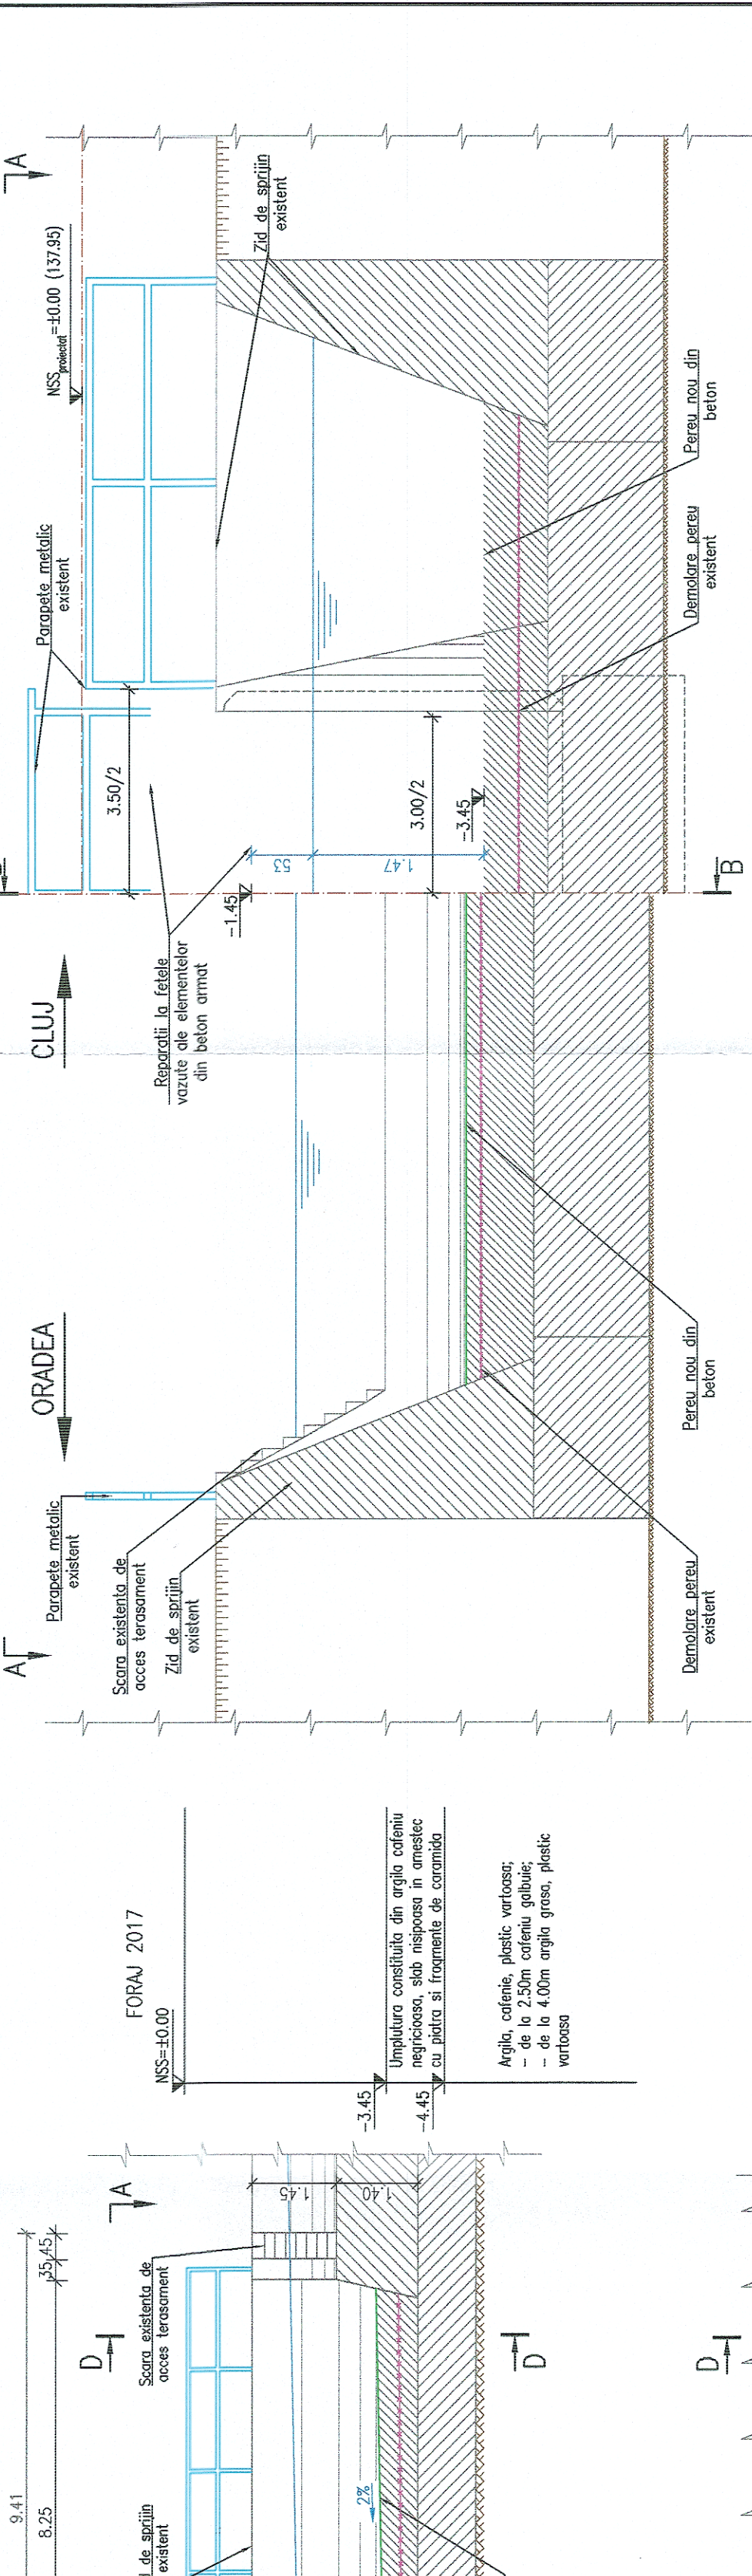 A
NSSproiectat=±0.00 (137.95)
Zid de sprijin
existent
Parapete metalic
existent
3.50/2
3.00/2
-3.45
53
1.47
-1.45
B
Pereu nou din
beton
Demolare pereu
existent
CLUJ
Reparatii la fetele
vazute ale elementelor
din beton armat
ORADEA
Parapete metalic
existent
Scara existenta de
acces terasament
Zid de sprijin
existent
A
Pereu nou din
beton
Demolare pereu
existent
FORAJ 2017
NSS=±0.00
-3.45
-4.45
Umplutura constituita din argila cafeniu
negricioasa, slab nisipoasa in amestec
cu piatra si fragmente de caramida
Argila, cafenie, plastic vartoasa;
– de la 2.50m cafeniu galbuie;
– de la 4.00m argila grasa, plastic
vartoasa
A
1.45
1.40
35
45
9.41
8.25
Scara existenta de
acces terasament
D
D
D
2%
de sprijin
existent